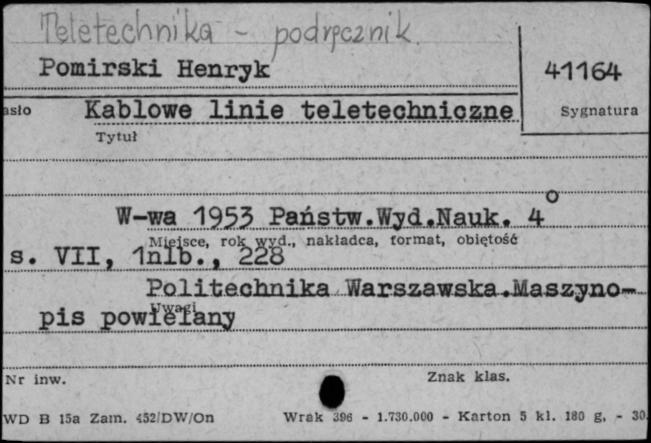 Teletechnika - podręcznik
Pomirski Henryk
41164
asło Kablowe linie teletechniczne
Sygnatura
Tytuł
W-wa 1953 Państw.Wyd.Nauk. 4°
Miejsce, rok wyd., nakładca, format, objętość
s. VII, 1nlb., 228
Politechnika Warszawska.Maszyno-
Uwagi
pis powielany
Nr inw.
Znak klas.
WD B 15a Zam. 452/DW/On Wrak 396 - 1.730.000 - Karton 5 kl. 180 g. - 30.